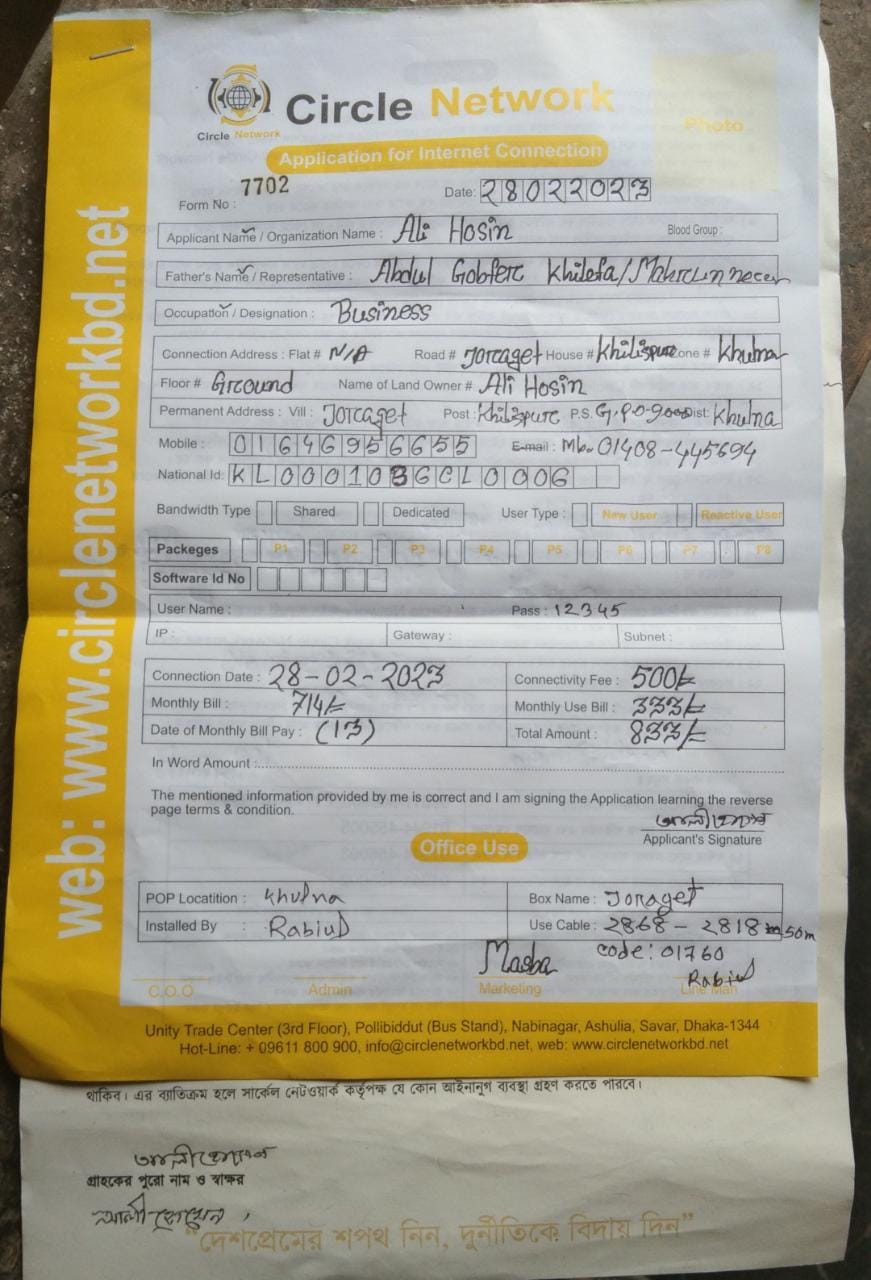 web: www.circlenetworkbd.net
Circle Network
Circle Network
Photo
Application for Internet Connection
Form No : 7702 Date: 28022023
Applicant Name / Organization Name : Ali Hosin Blood Group :
Father's Name / Representative : Abdul
Occupation / Designation : Business
Connection Address : Flat # N/A Road # Jorcaget House # Zone # Khulna
Floor # Ground Name of Land Owner # Ali Hosin
Permanent Address : Vill : Jorcaget Post : P.S. G.P.O-9000 Dist: Khulna
Mobile : 01646956655 E-mail : Mb. 01408-445694
National Id: KL00010
Bandwidth Type Shared Dedicated User Type : New User Reactive User
Packeges P1 P2 P3 P4 P5 P6 P7 P8
Software Id No
User Name : Pass : 12345
IP : Gateway : Subnet :
Connection Date : 28-02-2023 Connectivity Fee : 500/=
Monthly Bill : 714/= Monthly Use Bill : 333/=
Date of Monthly Bill Pay : (13) Total Amount : 833/=
In Word Amount :
The mentioned information provided by me is correct and I am signing the Application learning the reverse
page terms & condition.
Applicant's Signature
Office Use
POP Locatition : Khulna Box Name : Joraget
Installed By : Rabiul Use Cable : 2868 - 2818 50m
Masba code: 01760
Rabiul
C.O.O Admin Marketing Line Man
Unity Trade Center (3rd Floor), Pollibiddut (Bus Stand), Nabinagar, Ashulia, Savar, Dhaka-1344
Hot-Line: + 09611 800 900, info@circlenetworkbd.net, web: www.circlenetworkbd.net
থাকিব। এর ব্যাতিক্রম হলে সার্কেল নেটওয়ার্ক কর্তৃপক্ষ যে কোন আইনানুগ ব্যবস্থা গ্রহণ করতে পারবে।
গ্রাহকের পুরো নাম ও স্বাক্ষর
আলী হোসেন
"দেশপ্রেমের শপথ নিন, দুর্নীতিকে বিদায় দিন"